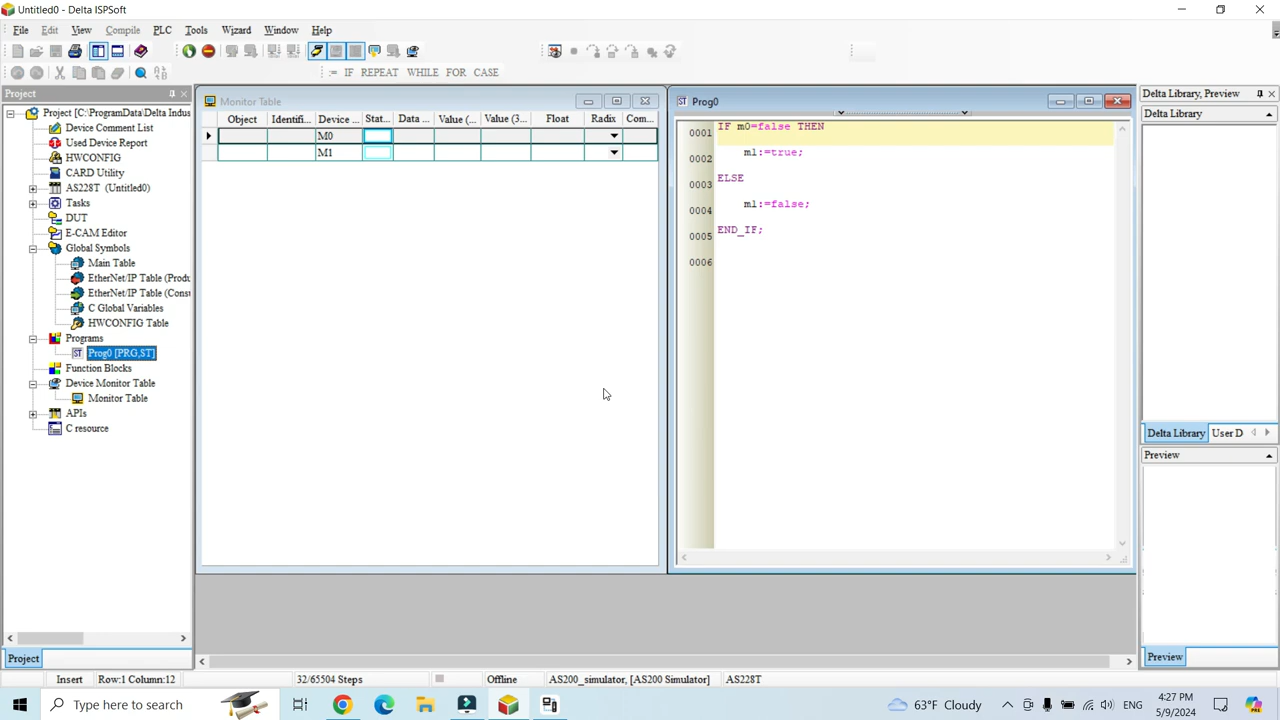 Untitled0 - Delta ISPSoft
File Edit View Compile PLC Tools Wizard Window Help
:= IF REPEAT WHILE FOR CASE
Project
Project [C:\ProgramData\Delta Indus
Device Comment List
Used Device Report
HWCONFIG
CARD Utility
AS228T (Untitled0)
Tasks
DUT
E-CAM Editor
Global Symbols
Main Table
EtherNet/IP Table (Produ
EtherNet/IP Table (Consu
C Global Variables
HWCONFIG Table
Programs
ST Prog0 [PRG,ST]
Function Blocks
Device Monitor Table
Monitor Table
APIs
C resource
Project
Monitor Table
Object Identifi... Device ... Stat... Data ... Value (... Value (3... Float Radix Com...
M0
M1
ST Prog0
0001 IF m0=false THEN
0002 m1:=true;
0003 ELSE
0004 m1:=false;
0005 END_IF;
0006
Delta Library, Preview
Delta Library
Delta Library User D
Preview
Preview
Insert Row:1 Column:12 32/65504 Steps Offline AS200_simulator, [AS200 Simulator] AS228T
Type here to search
63°F Cloudy ENG
4:27 PM
5/9/2024